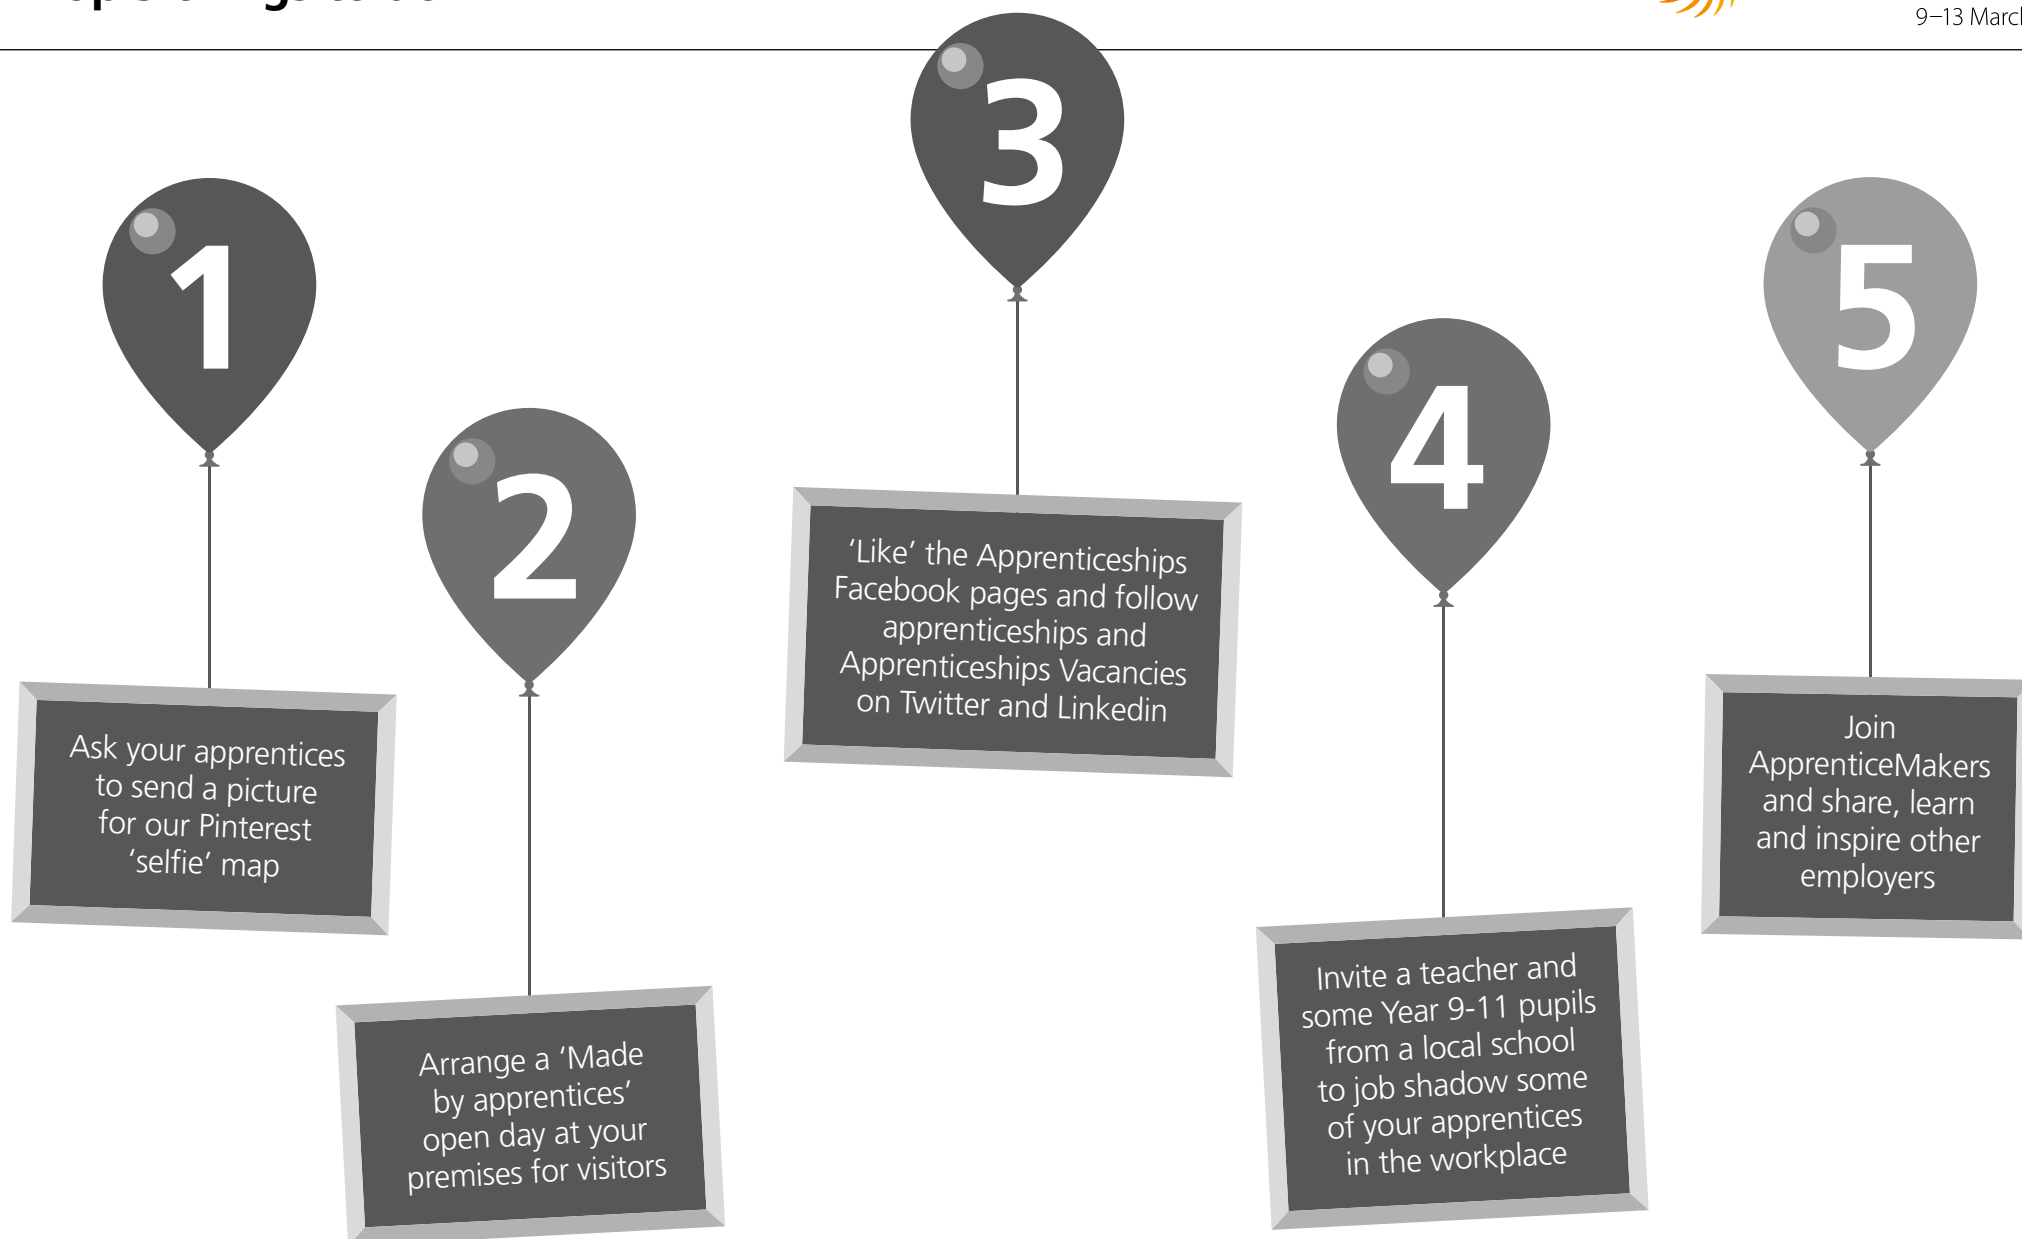 9–13 March
3
1
5
4
2
‘Like’ the Apprenticeships
Facebook pages and follow
apprenticeships and
Apprenticeships Vacancies
on Twitter and Linkedin
Ask your apprentices
to send a picture
for our Pinterest
‘selfie’ map
Join
ApprenticeMakers
and share, learn
and inspire other
employers
Arrange a ‘Made
by apprentices’
open day at your
premises for visitors
Invite a teacher and
some Year 9-11 pupils
from a local school
to job shadow some
of your apprentices
in the workplace